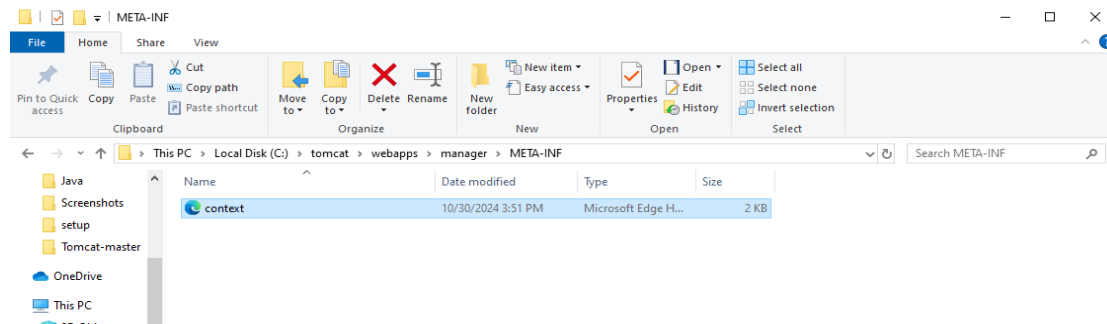 META-INF
File Home Share View
Pin to Quick access
Copy
Paste
Cut
Copy path
Paste shortcut
Clipboard
Move to
Copy to
Delete
Rename
Organize
New folder
New item
Easy access
New
Properties
Open
Edit
History
Open
Select all
Select none
Invert selection
Select
This PC > Local Disk (C:) > tomcat > webapps > manager > META-INF
Search META-INF
Java
Screenshots
setup
Tomcat-master
OneDrive
This PC
Name Date modified Type Size
context 10/30/2024 3:51 PM Microsoft Edge H... 2 KB